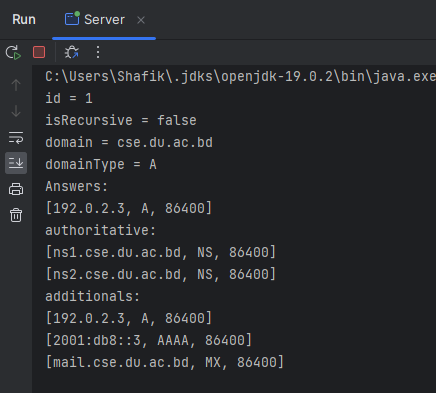 Run
Server
C:\Users\Shafik\.jdks\openjdk-19.0.2\bin\java.exe
id = 1
isRecursive = false
domain = cse.du.ac.bd
domainType = A
Answers:
[192.0.2.3, A, 86400]
authoritative:
[ns1.cse.du.ac.bd, NS, 86400]
[ns2.cse.du.ac.bd, NS, 86400]
additionals:
[192.0.2.3, A, 86400]
[2001:db8::3, AAAA, 86400]
[mail.cse.du.ac.bd, MX, 86400]